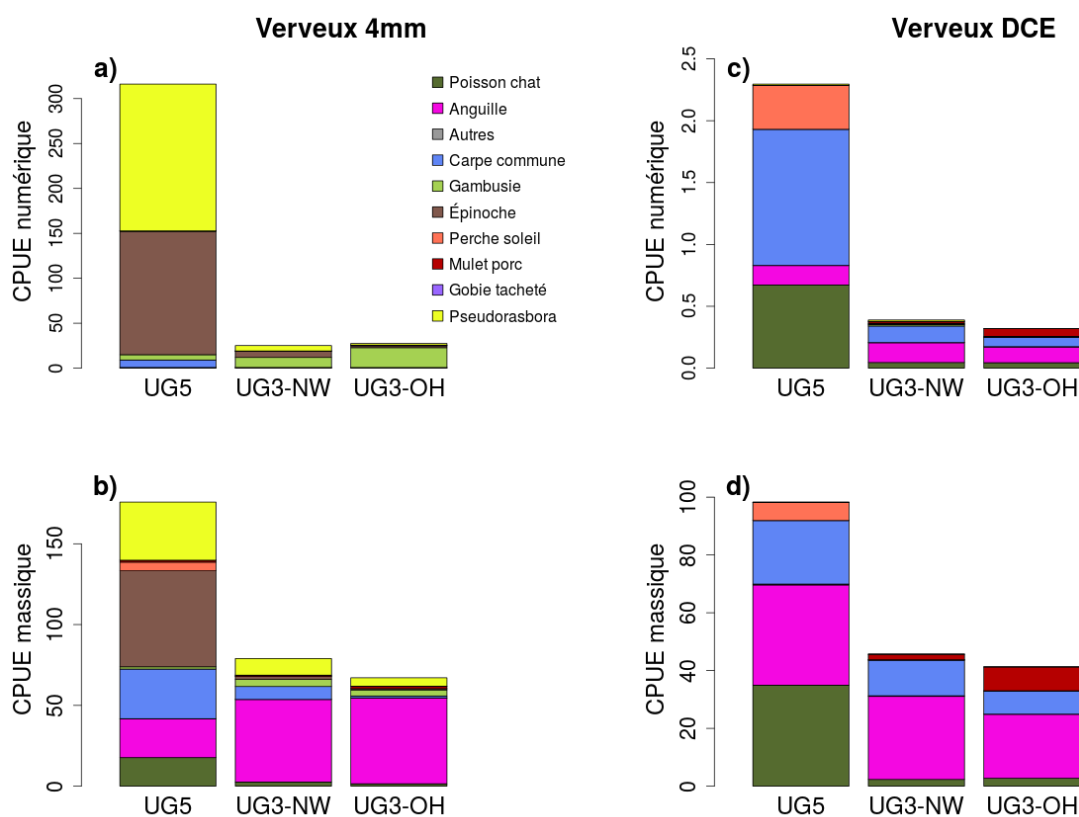 Verveux 4mm
Verveux DCE
a)
CPUE numérique
0 50 100 150 200 250 300
UG5 UG3-NW UG3-OH
Poisson chat
Anguille
Autres
Carpe commune
Gambusie
Épinoche
Perche soleil
Mulet porc
Gobie tacheté
Pseudorasbora
c)
CPUE numérique
0.0 0.5 1.0 1.5 2.0 2.5
UG5 UG3-NW UG3-OH
b)
CPUE massique
0 50 100 150
UG5 UG3-NW UG3-OH
d)
CPUE massique
0 20 40 60 80 100
UG5 UG3-NW UG3-OH